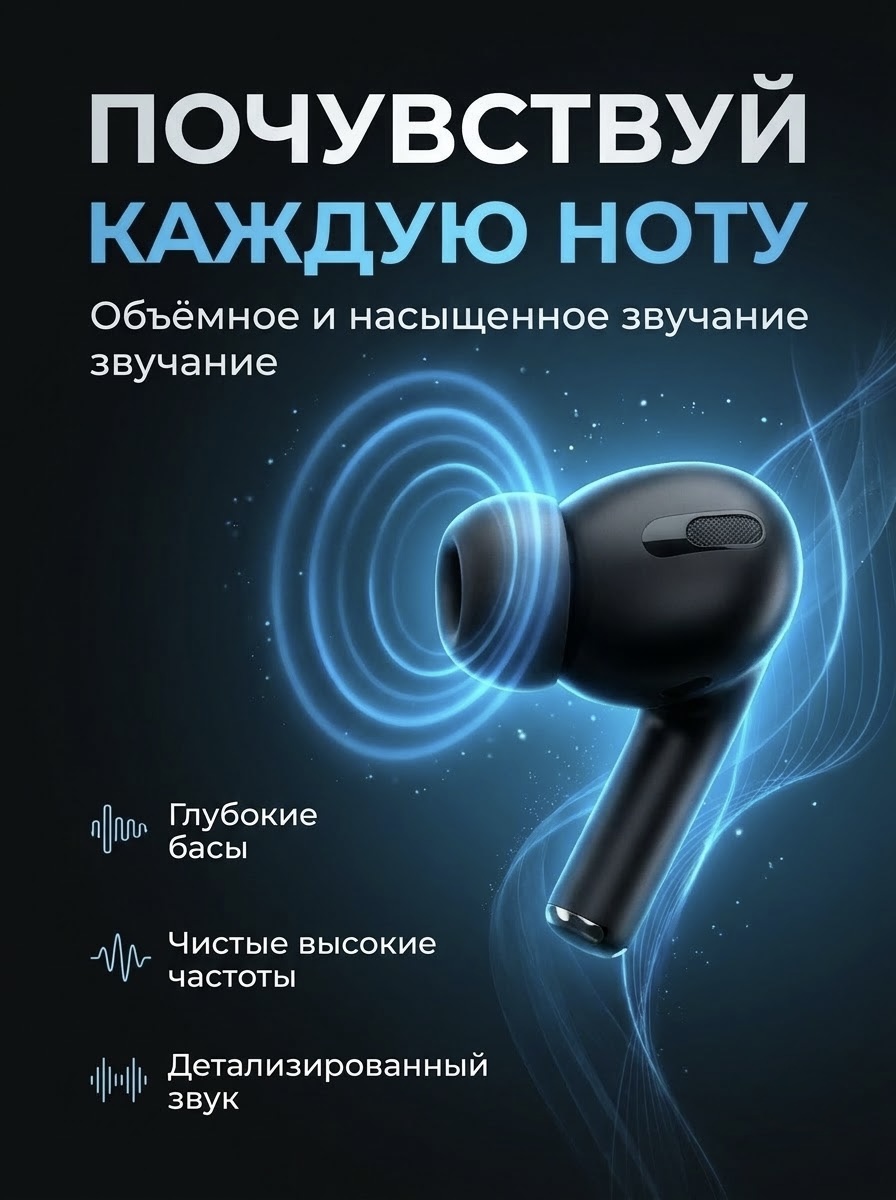 ПОЧУВСТВУЙ
КАЖДУЮ НОТУ
Объёмное и насыщенное звучание
звучание
Глубокие
басы
Чистые высокие
частоты
Детализированный
звук